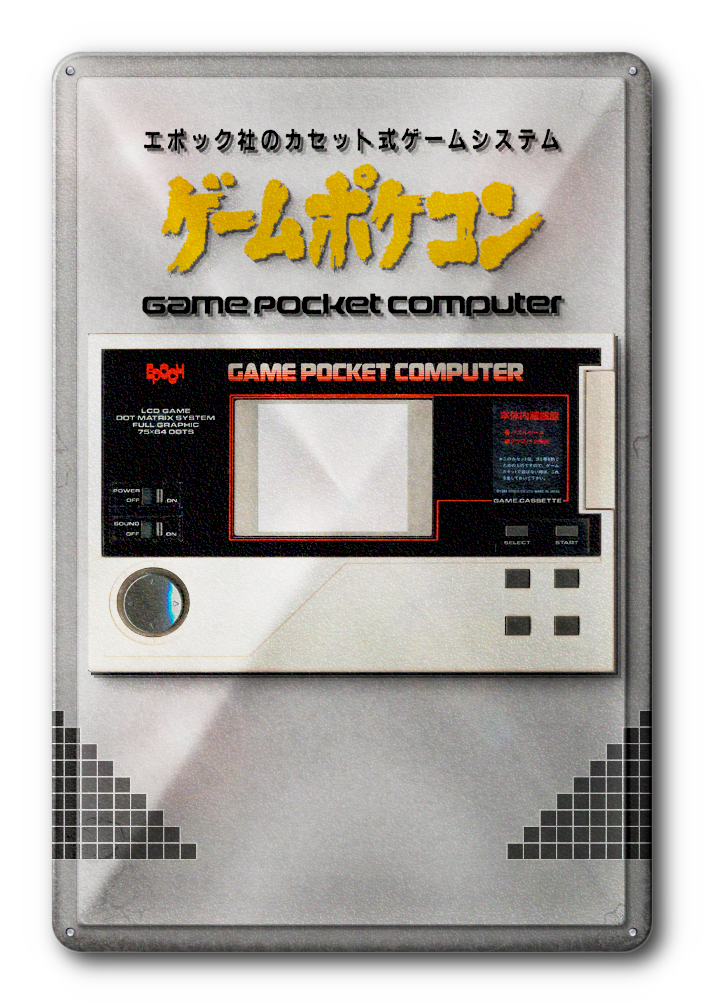 エポック社のカセット式ゲームシステム
ゲームポケコン
Game Pocket Computer
EPOCH
GAME POCKET COMPUTER
LCD GAME
DOT MATRIX SYSTEM
FULL GRAPHIC
75×64 DOTS
POWER
OFF ON
SOUND
OFF ON
本体内蔵機能
GAME CASSETTE
SELECT START